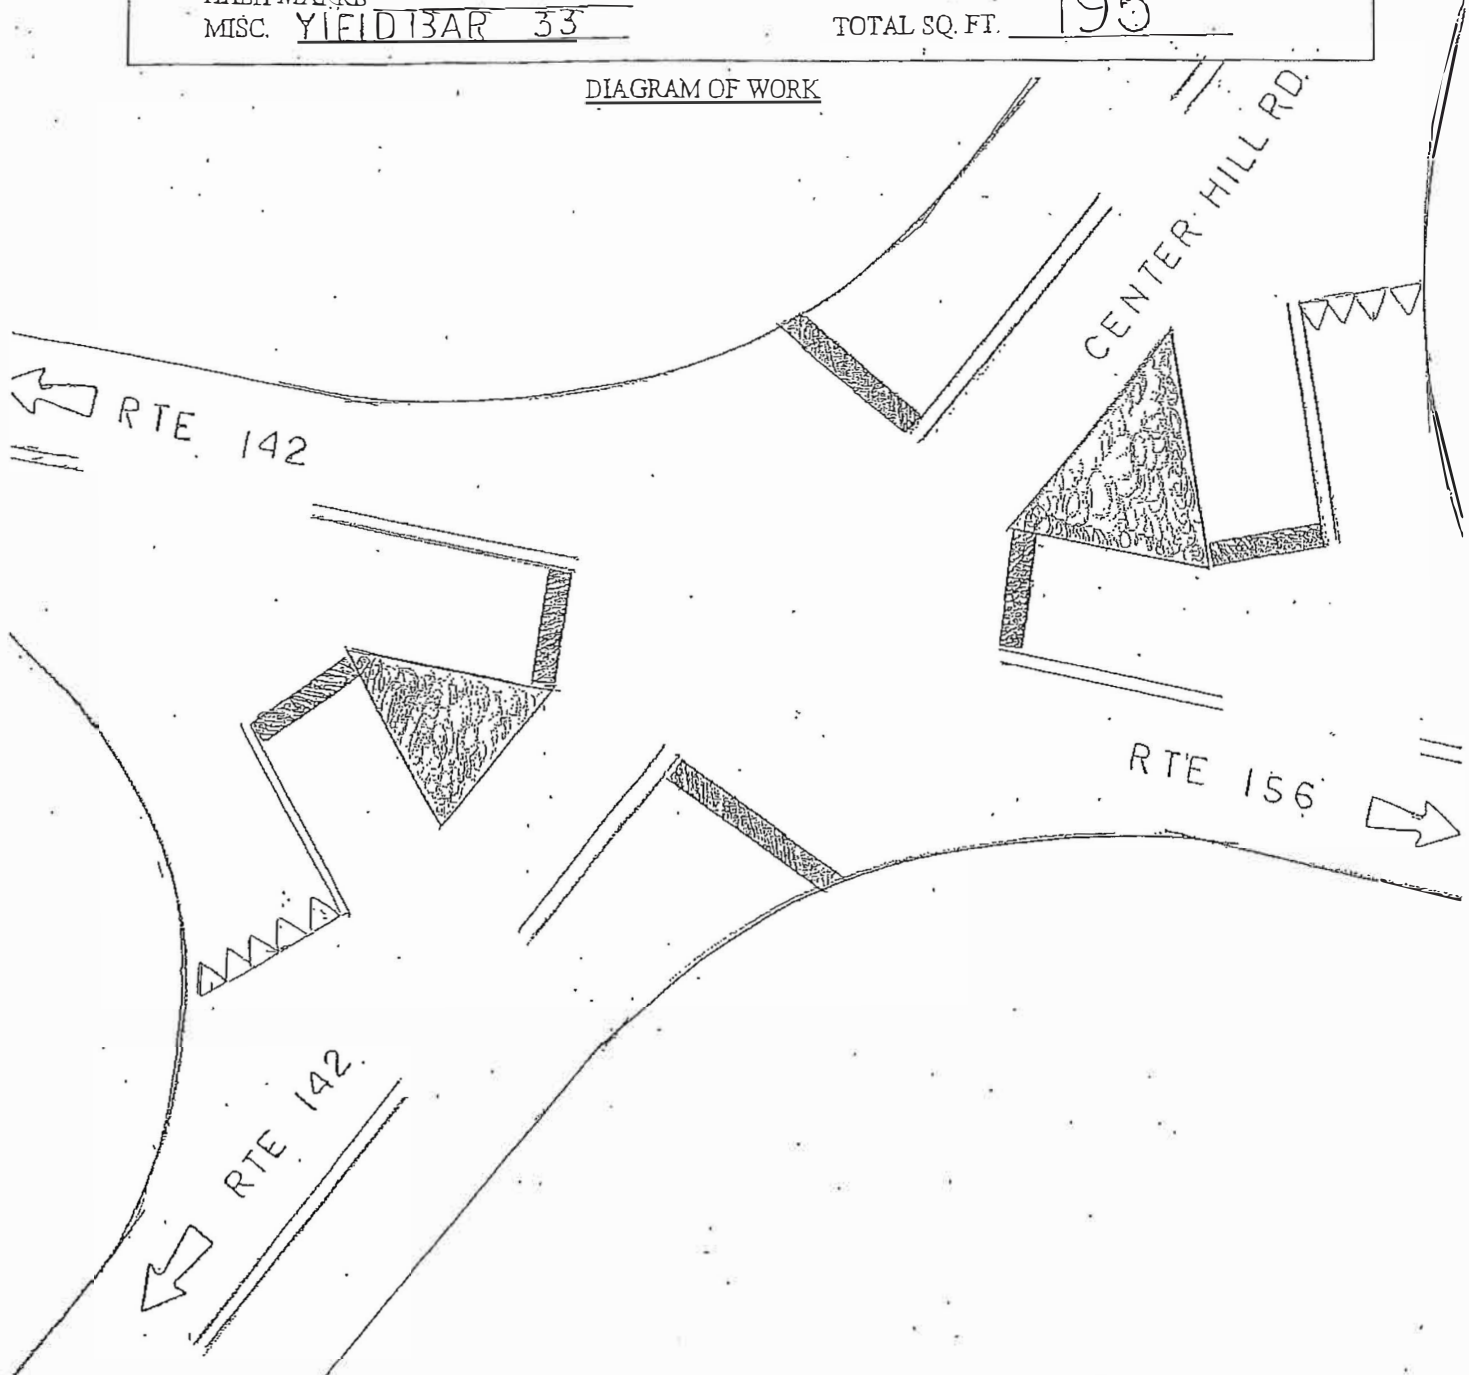 MISC. YIELD BAR 33
TOTAL SQ. FT. 195
DIAGRAM OF WORK
CENTER HILL RD.
RTE 142
RTE 156
RTE 142